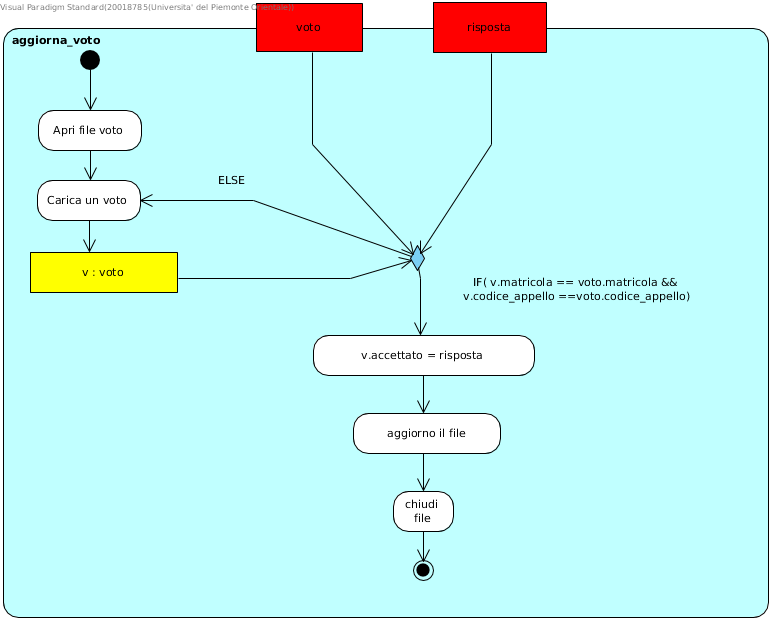 Visual Paradigm Standard(20018785(Universita' del Piemonte Orientale))
voto
risposta
aggiorna_voto
Apri file voto
ELSE
Carica un voto
v : voto
IF( v.matricola == voto.matricola &&
v.codice_appello ==voto.codice_appello)
v.accettato = risposta
aggiorno il file
chiudi
file